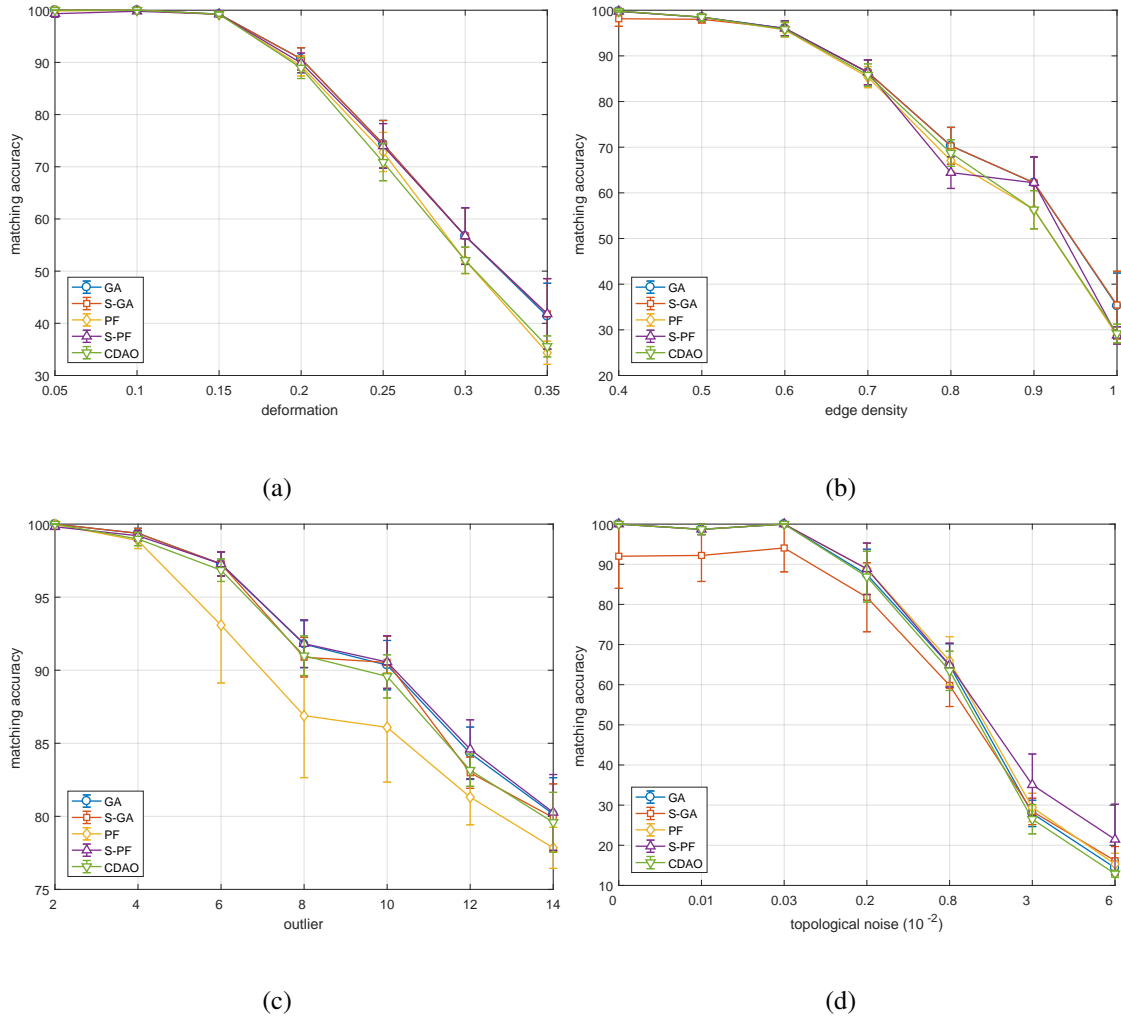 100
90
80
70
60
50
40
30
matching accuracy
GA
S-GA
PF
S-PF
CDAO
0.05 0.1 0.15 0.2 0.25 0.3 0.35
deformation
(a)
100
90
80
70
60
50
40
30
20
matching accuracy
GA
S-GA
PF
S-PF
CDAO
0.4 0.5 0.6 0.7 0.8 0.9 1
edge density
(b)
100
95
90
85
80
75
matching accuracy
GA
S-GA
PF
S-PF
CDAO
2 4 6 8 10 12 14
outlier
(c)
100
90
80
70
60
50
40
30
20
10
matching accuracy
GA
S-GA
PF
S-PF
CDAO
0 0.01 0.03 0.2 0.8 3 6
topological noise (10^-2)
(d)